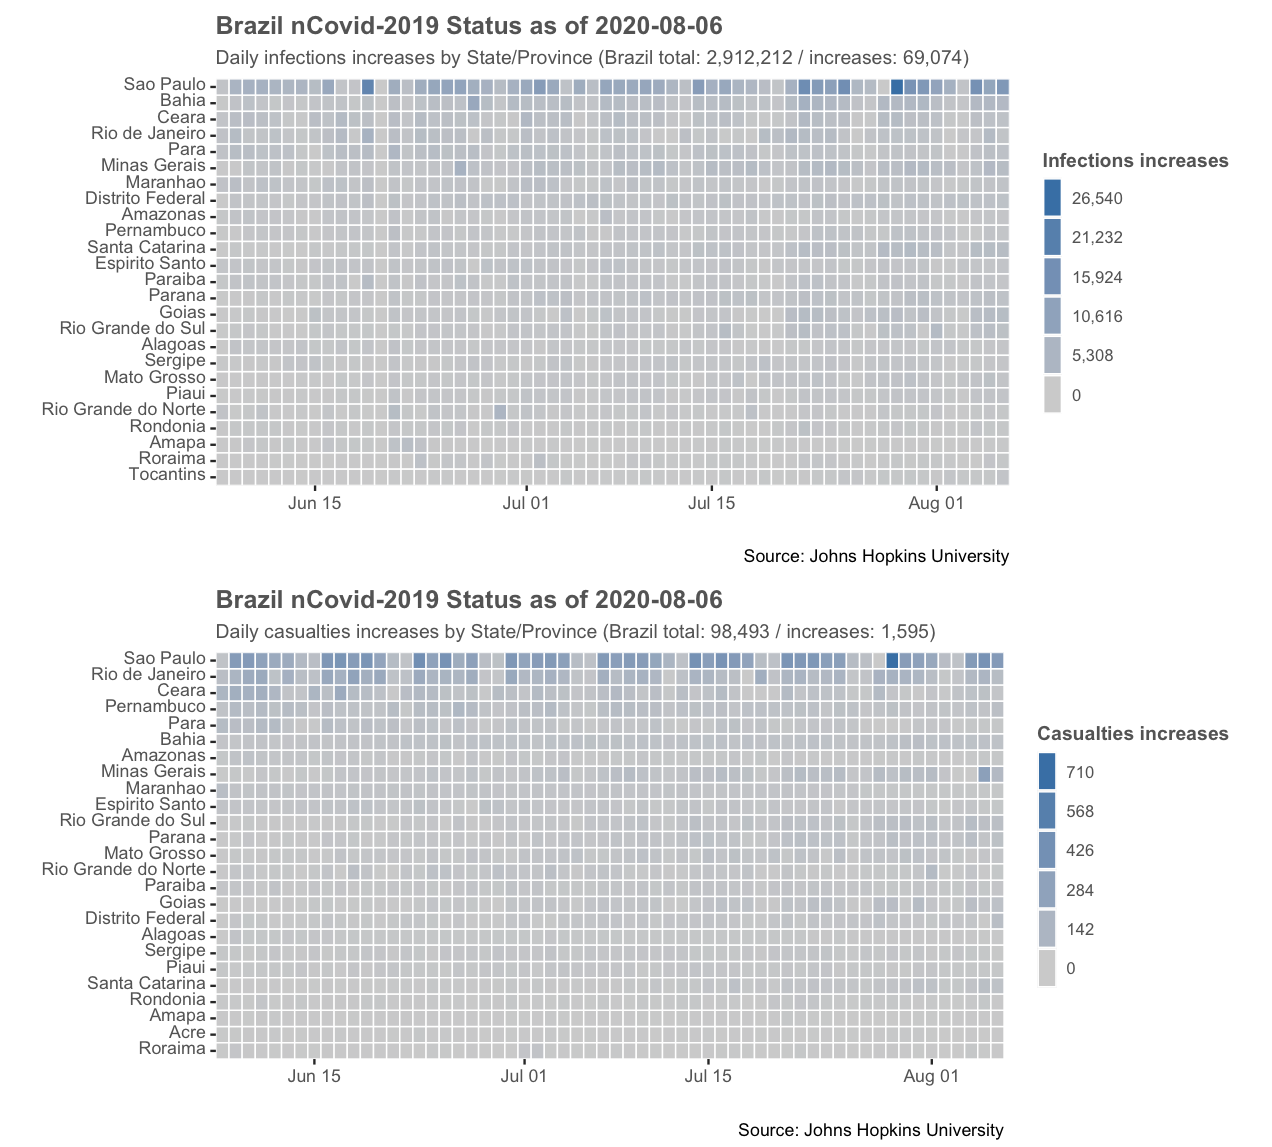 Brazil nCovid-2019 Status as of 2020-08-06
Daily infections increases by State/Province (Brazil total: 2,912,212 / increases: 69,074)
Sao Paulo
Bahia
Ceara
Rio de Janeiro
Para
Minas Gerais
Maranhao
Distrito Federal
Amazonas
Pernambuco
Santa Catarina
Espirito Santo
Paraiba
Parana
Goias
Rio Grande do Sul
Alagoas
Sergipe
Mato Grosso
Piaui
Rio Grande do Norte
Rondonia
Amapa
Roraima
Tocantins
Jun 15 Jul 01 Jul 15 Aug 01
Infections increases
26,540
21,232
15,924
10,616
5,308
0
Source: Johns Hopkins University
Brazil nCovid-2019 Status as of 2020-08-06
Daily casualties increases by State/Province (Brazil total: 98,493 / increases: 1,595)
Sao Paulo
Rio de Janeiro
Ceara
Pernambuco
Para
Bahia
Amazonas
Minas Gerais
Maranhao
Espirito Santo
Rio Grande do Sul
Parana
Mato Grosso
Rio Grande do Norte
Paraiba
Goias
Distrito Federal
Alagoas
Sergipe
Piaui
Santa Catarina
Rondonia
Amapa
Acre
Roraima
Jun 15 Jul 01 Jul 15 Aug 01
Casualties increases
710
568
426
284
142
0
Source: Johns Hopkins University